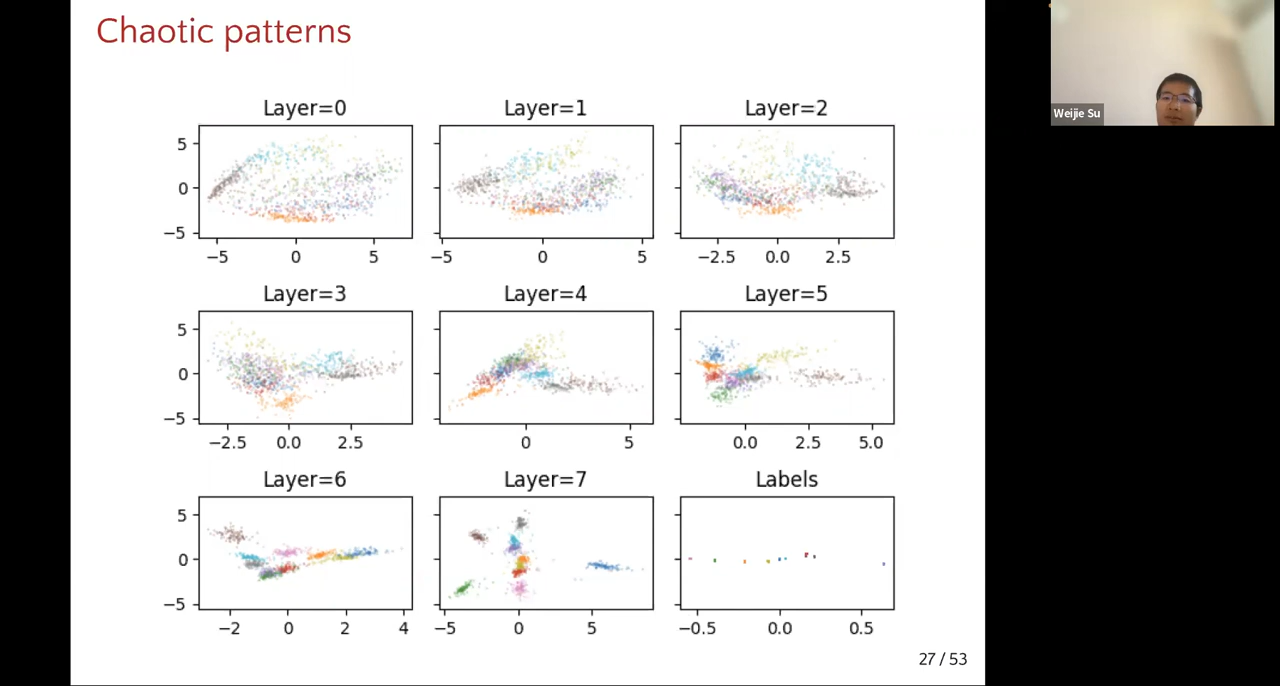 Chaotic patterns
Weijie Su
Layer=0 Layer=1 Layer=2
5
0
−5
−5 0 5 −5 0 5 −2.5 0.0 2.5
Layer=3 Layer=4 Layer=5
5
0
−5
−2.5 0.0 2.5 0 5 0.0 2.5 5.0
Layer=6 Layer=7 Labels
5
0
−5
−2 0 2 4 −5 0 5 −0.5 0.0 0.5
27 / 53